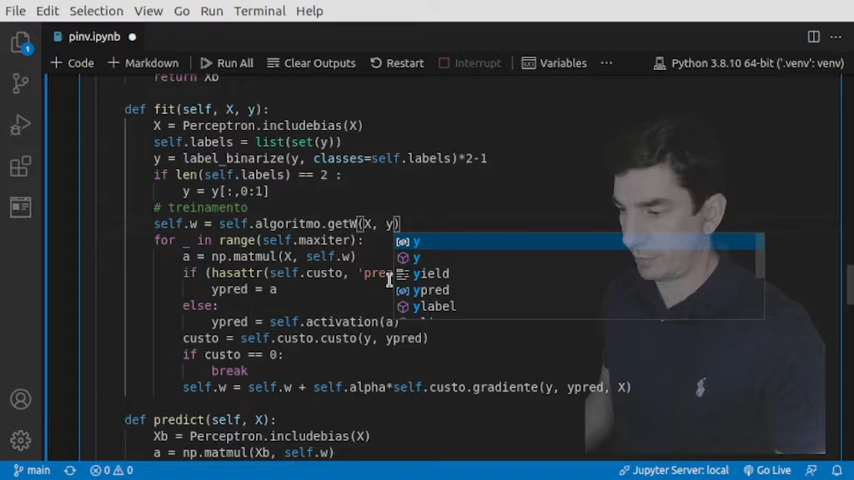 File Edit Selection View Go Run Terminal Help
pinv.ipynb
+ Code + Markdown Run All Clear Outputs Restart Interrupt Variables Python 3.8.10 64-bit ('.venv': venv)
return Xb
def fit(self, X, y):
X = Perceptron.includebias(X)
self.labels = list(set(y))
y = label_binarize(y, classes=self.labels)*2-1
if len(self.labels) == 2 :
y = y[:,0:1]
# treinamento
self.w = self.algoritmo.getW(X, y)
for _ in range(self.maxiter):
y
a = np.matmul(X, self.w)
y
if (hasattr(self.custo, 'pre
yield
ypred = a
ypred
else:
ylabel
ypred = self.activation(a)
custo = self.custo.custo(y, ypred)
if custo == 0:
break
self.w = self.w + self.alpha*self.custo.gradiente(y, ypred, X)
def predict(self, X):
Xb = Perceptron.includebias(X)
a = np.matmul(Xb, self.w)
main 0 0 Jupyter Server: local Go Live
1